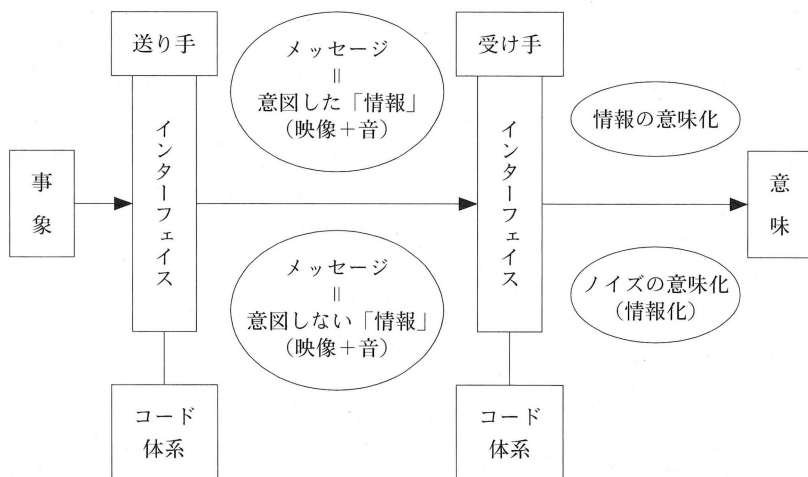 送り手
メッセージ
＝
意図した「情報」
（映像＋音）
受け手
インターフェイス
インターフェイス
情報の意味化
事象
意味
メッセージ
＝
意図しない「情報」
（映像＋音）
ノイズの意味化
（情報化）
コード
体系
コード
体系